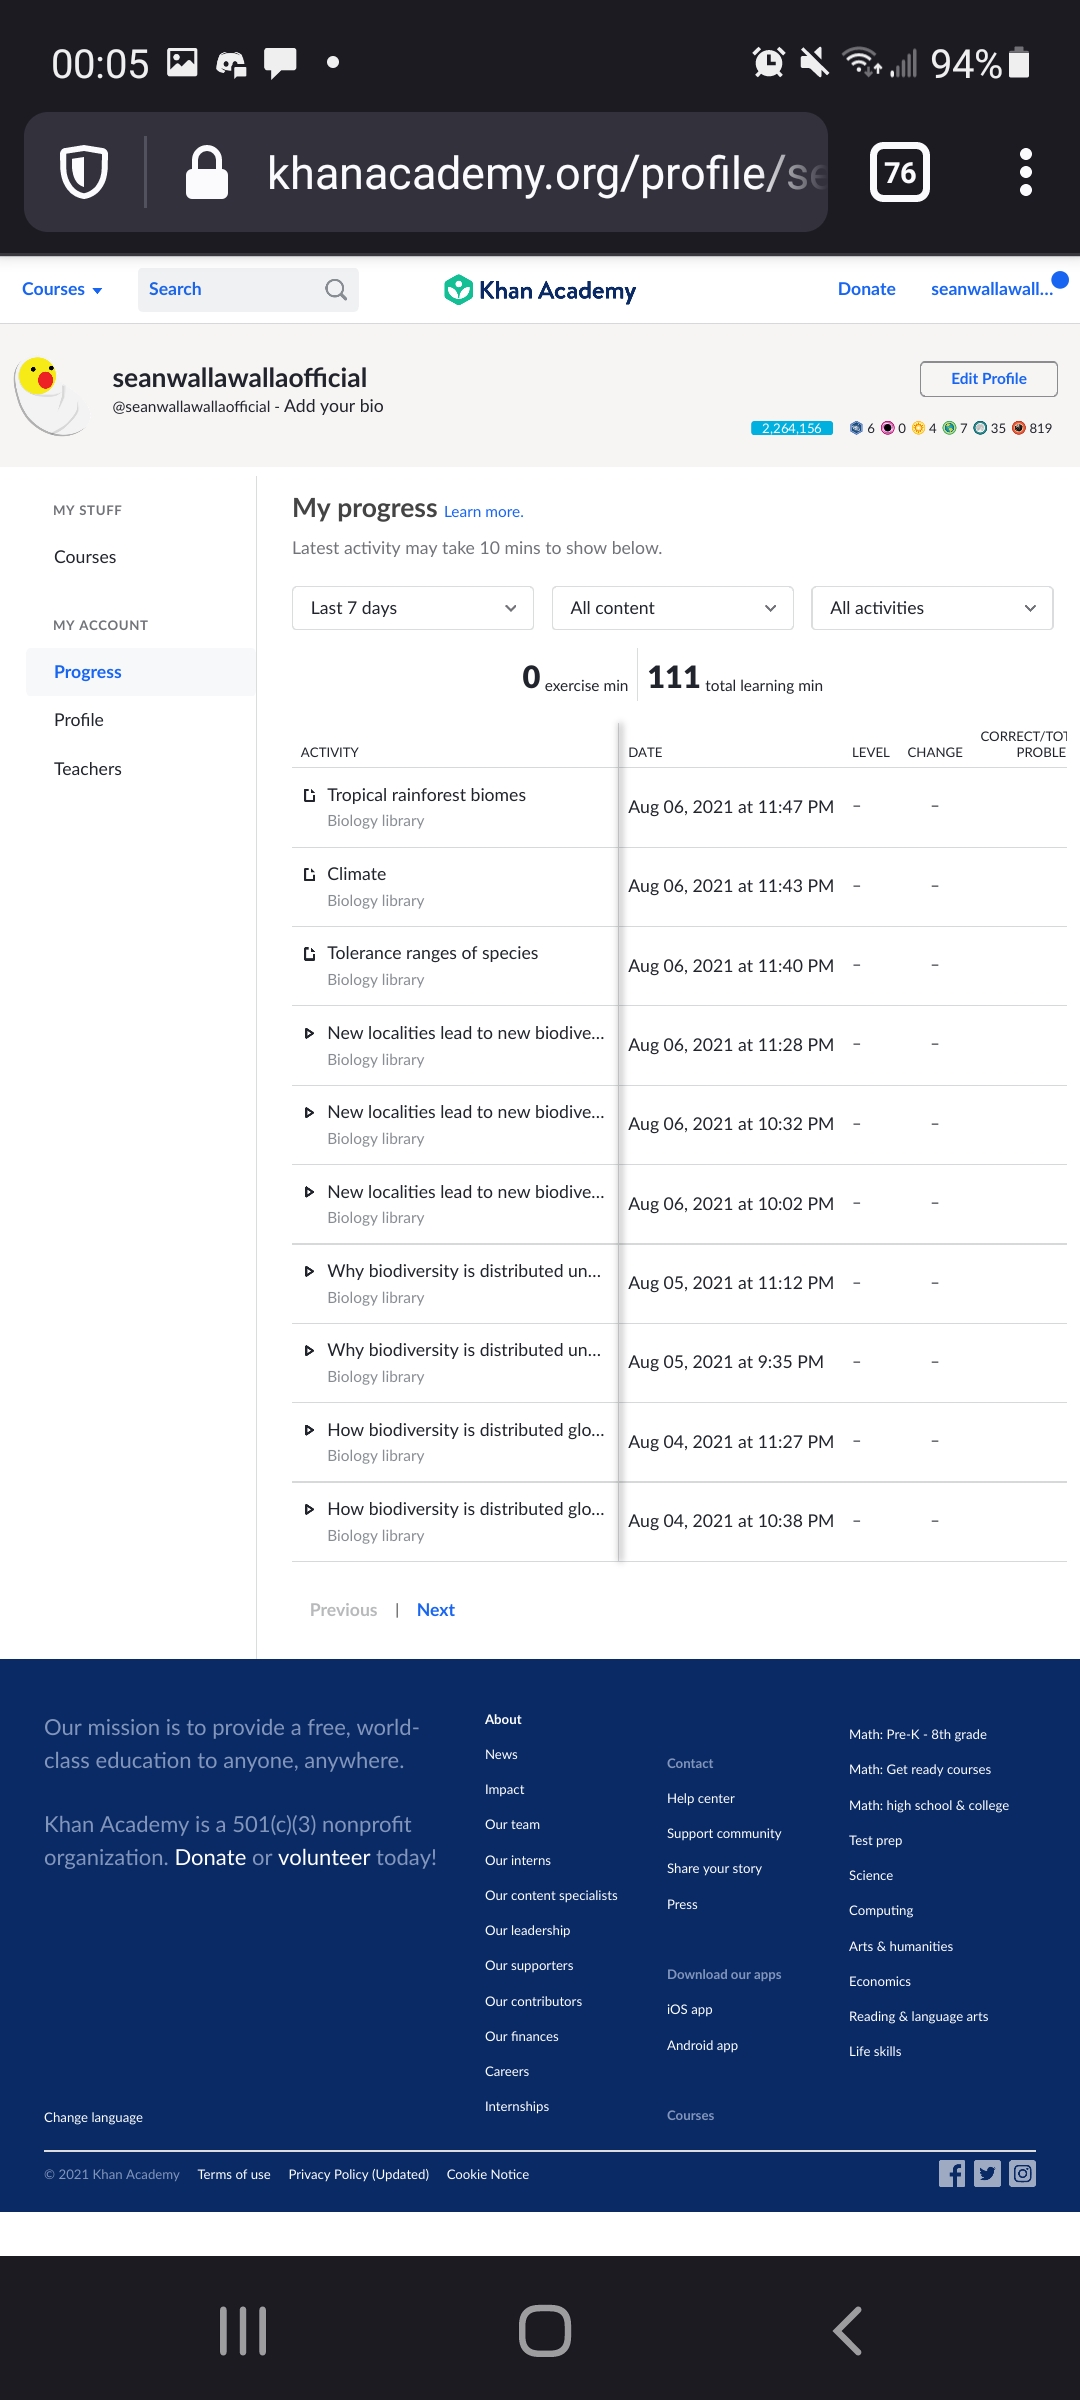 00:05
94%
khanacademy.org/profile/se
76
Courses
Search
Khan Academy
Donate
seanwallawall...
seanwallawallaofficial
@seanwallawallaofficial - Add your bio
Edit Profile
2,264,156 6 0 4 7 35 819
MY STUFF
Courses
MY ACCOUNT
Progress
Profile
Teachers
My progress Learn more.
Latest activity may take 10 mins to show below.
Last 7 days
All content
All activities
0 exercise min 111 total learning min
ACTIVITY DATE LEVEL CHANGE CORRECT/TOT
PROBLE
Tropical rainforest biomes
Biology library
Aug 06, 2021 at 11:47 PM – –
Climate
Biology library
Aug 06, 2021 at 11:43 PM – –
Tolerance ranges of species
Biology library
Aug 06, 2021 at 11:40 PM – –
New localities lead to new biodive...
Biology library
Aug 06, 2021 at 11:28 PM – –
New localities lead to new biodive...
Biology library
Aug 06, 2021 at 10:32 PM – –
New localities lead to new biodive...
Biology library
Aug 06, 2021 at 10:02 PM – –
Why biodiversity is distributed un...
Biology library
Aug 05, 2021 at 11:12 PM – –
Why biodiversity is distributed un...
Biology library
Aug 05, 2021 at 9:35 PM – –
How biodiversity is distributed glo...
Biology library
Aug 04, 2021 at 11:27 PM – –
How biodiversity is distributed glo...
Biology library
Aug 04, 2021 at 10:38 PM – –
Previous | Next
Our mission is to provide a free, world-
class education to anyone, anywhere.
Khan Academy is a 501(c)(3) nonprofit
organization. Donate or volunteer today!
About
News
Impact
Our team
Our interns
Our content specialists
Our leadership
Our supporters
Our contributors
Our finances
Careers
Internships
Contact
Help center
Support community
Share your story
Press
Download our apps
iOS app
Android app
Courses
Math: Pre-K - 8th grade
Math: Get ready courses
Math: high school & college
Test prep
Science
Computing
Arts & humanities
Economics
Reading & language arts
Life skills
Change language
© 2021 Khan Academy Terms of use Privacy Policy (Updated) Cookie Notice